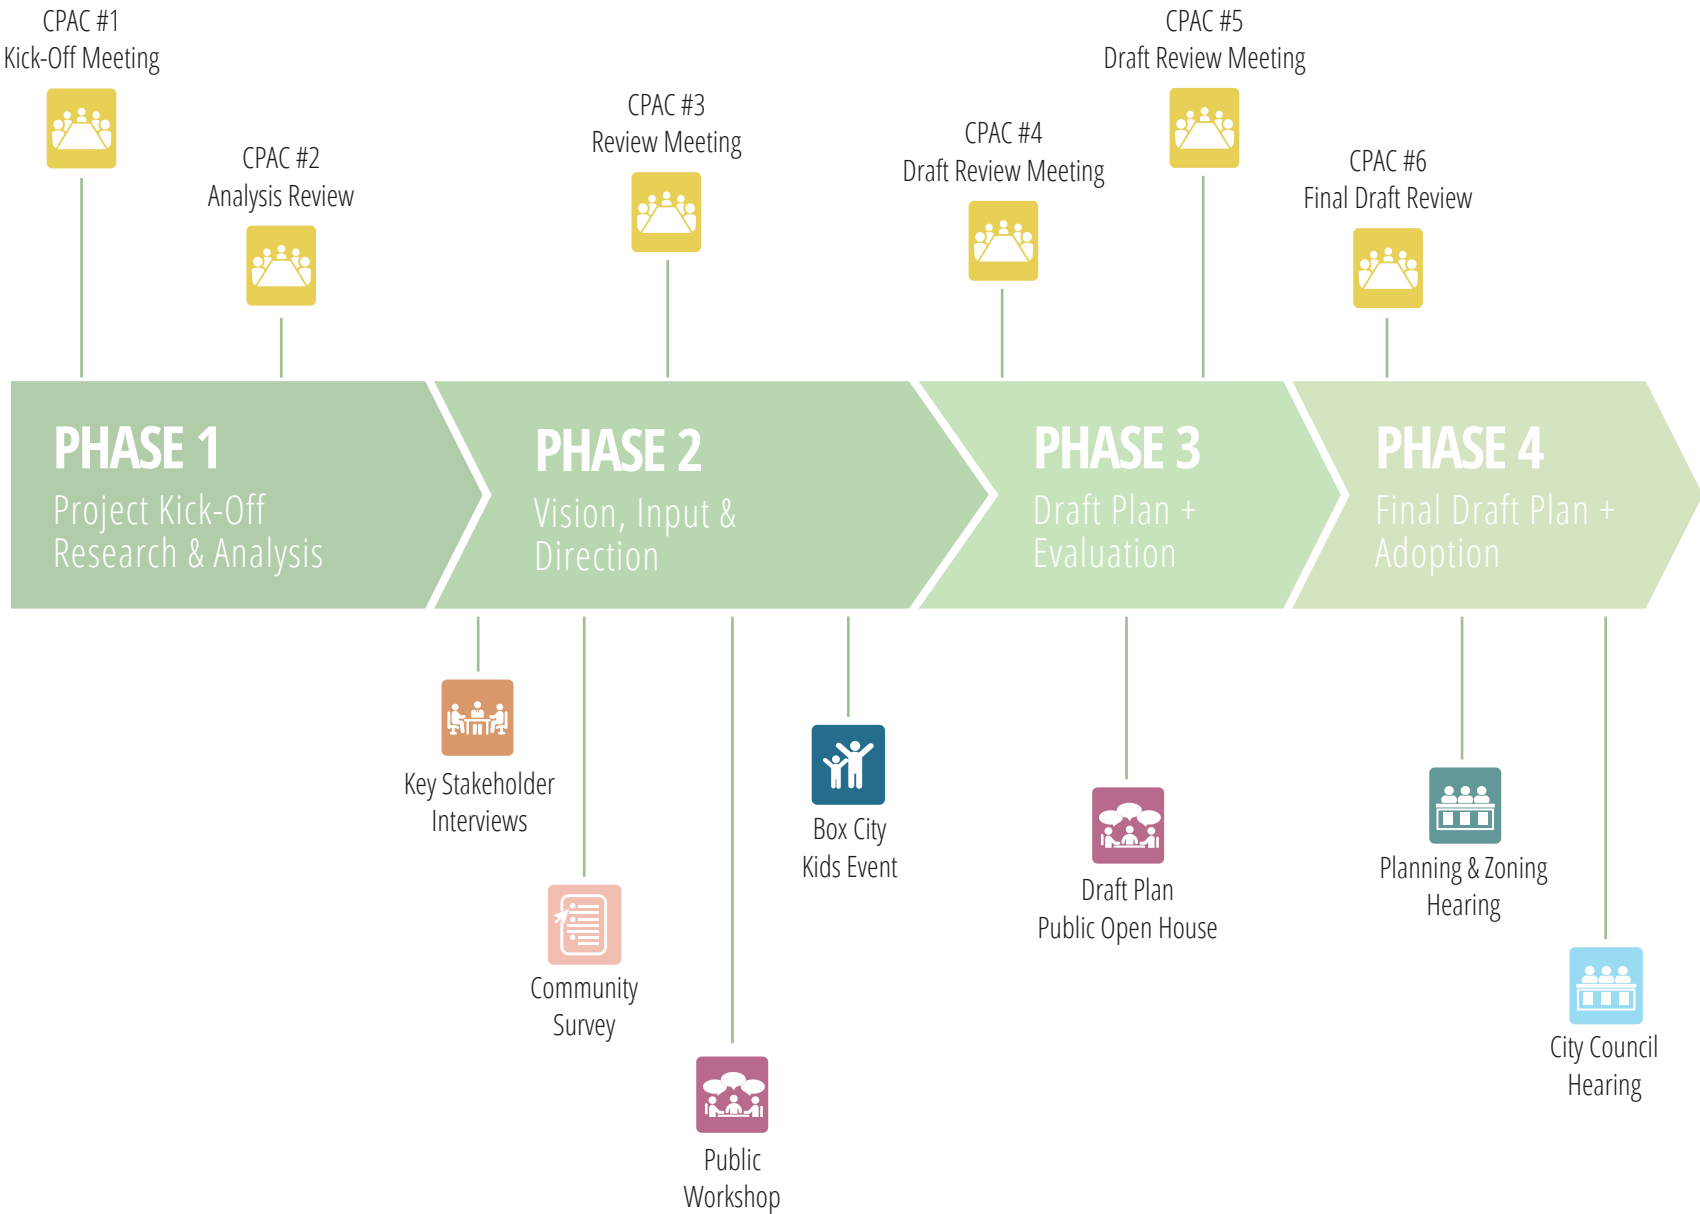 CPAC #1
Kick-Off Meeting
CPAC #2
Analysis Review
CPAC #3
Review Meeting
CPAC #4
Draft Review Meeting
CPAC #5
Draft Review Meeting
CPAC #6
Final Draft Review
PHASE 1
Project Kick-Off
Research & Analysis
PHASE 2
Vision, Input &
Direction
PHASE 3
Draft Plan +
Evaluation
PHASE 4
Final Draft Plan +
Adoption
Key Stakeholder
Interviews
Community
Survey
Public
Workshop
Box City
Kids Event
Draft Plan
Public Open House
Planning & Zoning
Hearing
City Council
Hearing